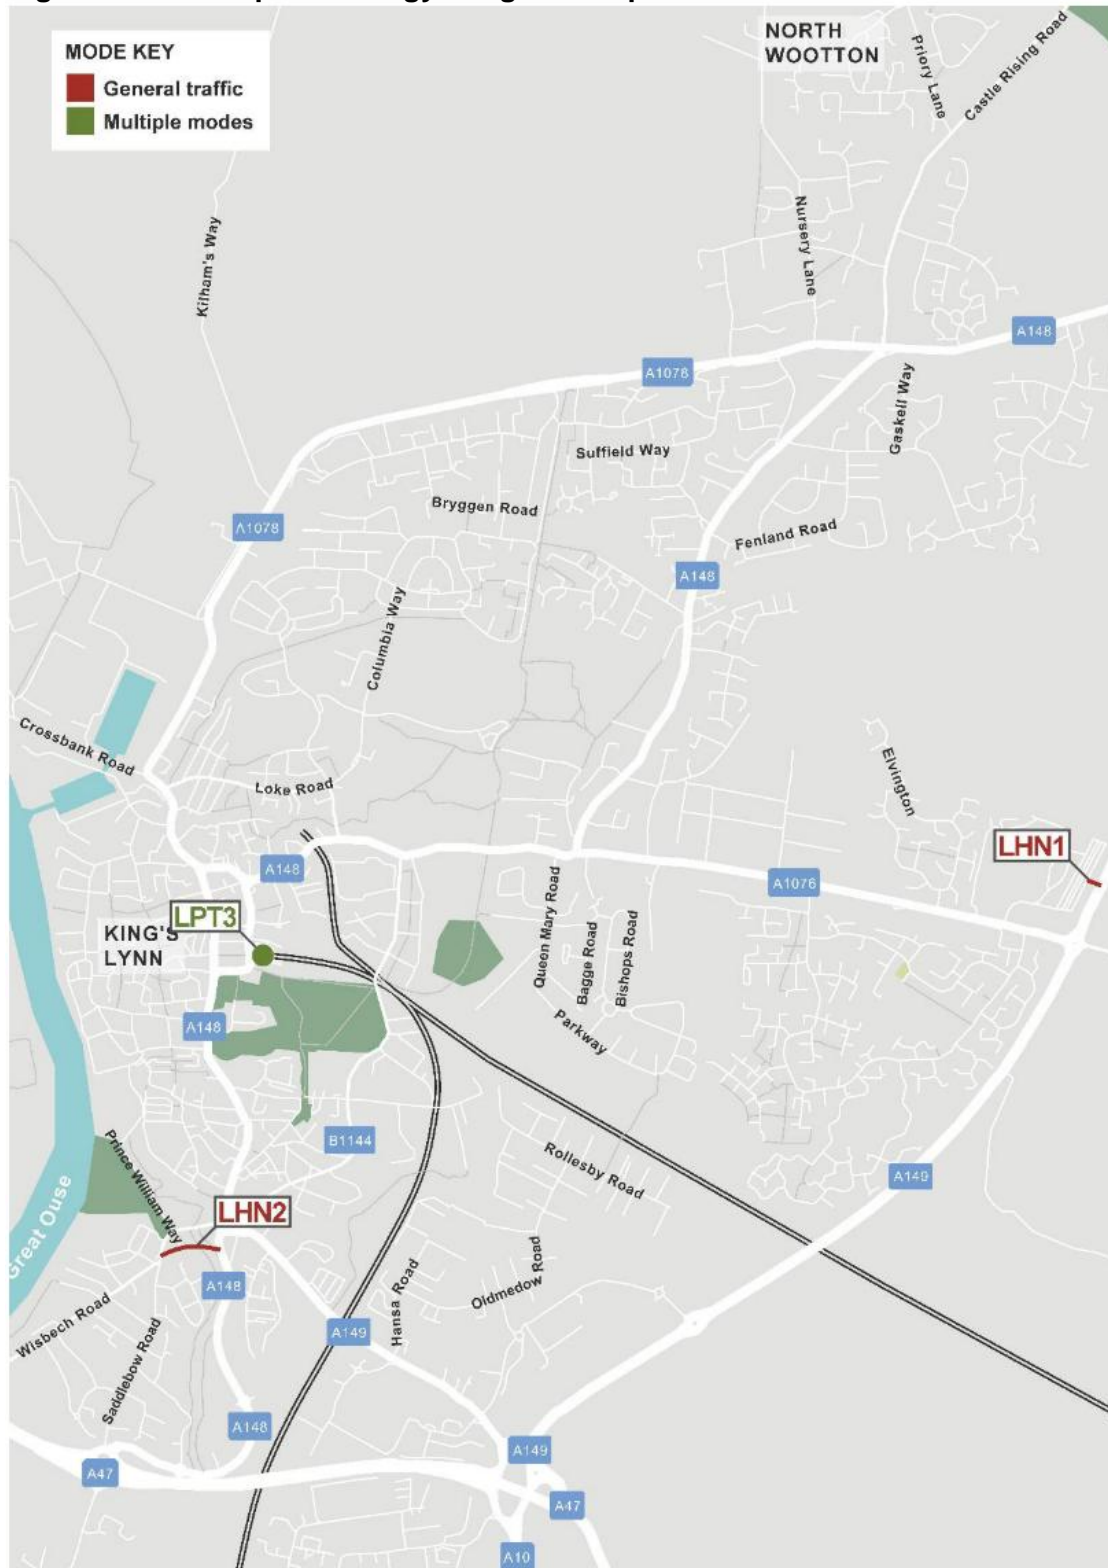 MODE KEY
General traffic
Multiple modes
NORTH
WOOTTON
Priory Lane
Castle Rising Road
Kilham's Way
Nursery Lane
A148
A1078
Gaskell Way
Suffield Way
Bryggen Road
A1078
Fenland Road
A148
Columbia Way
Crossbank Road
Loke Road
Elvington
LHN1
A148
A1076
Queen Mary Road
Bagge Road
Bishops Road
LPT3
KING'S
LYNN
A148
Parkway
B1144
Prince William Way
Rollesby Road
A149
LHN2
Great Ouse
A148
Oldmedow Road
Hansa Road
Wisbech Road
Saddlebow Road
A149
A148
A149
A47
A47
A10